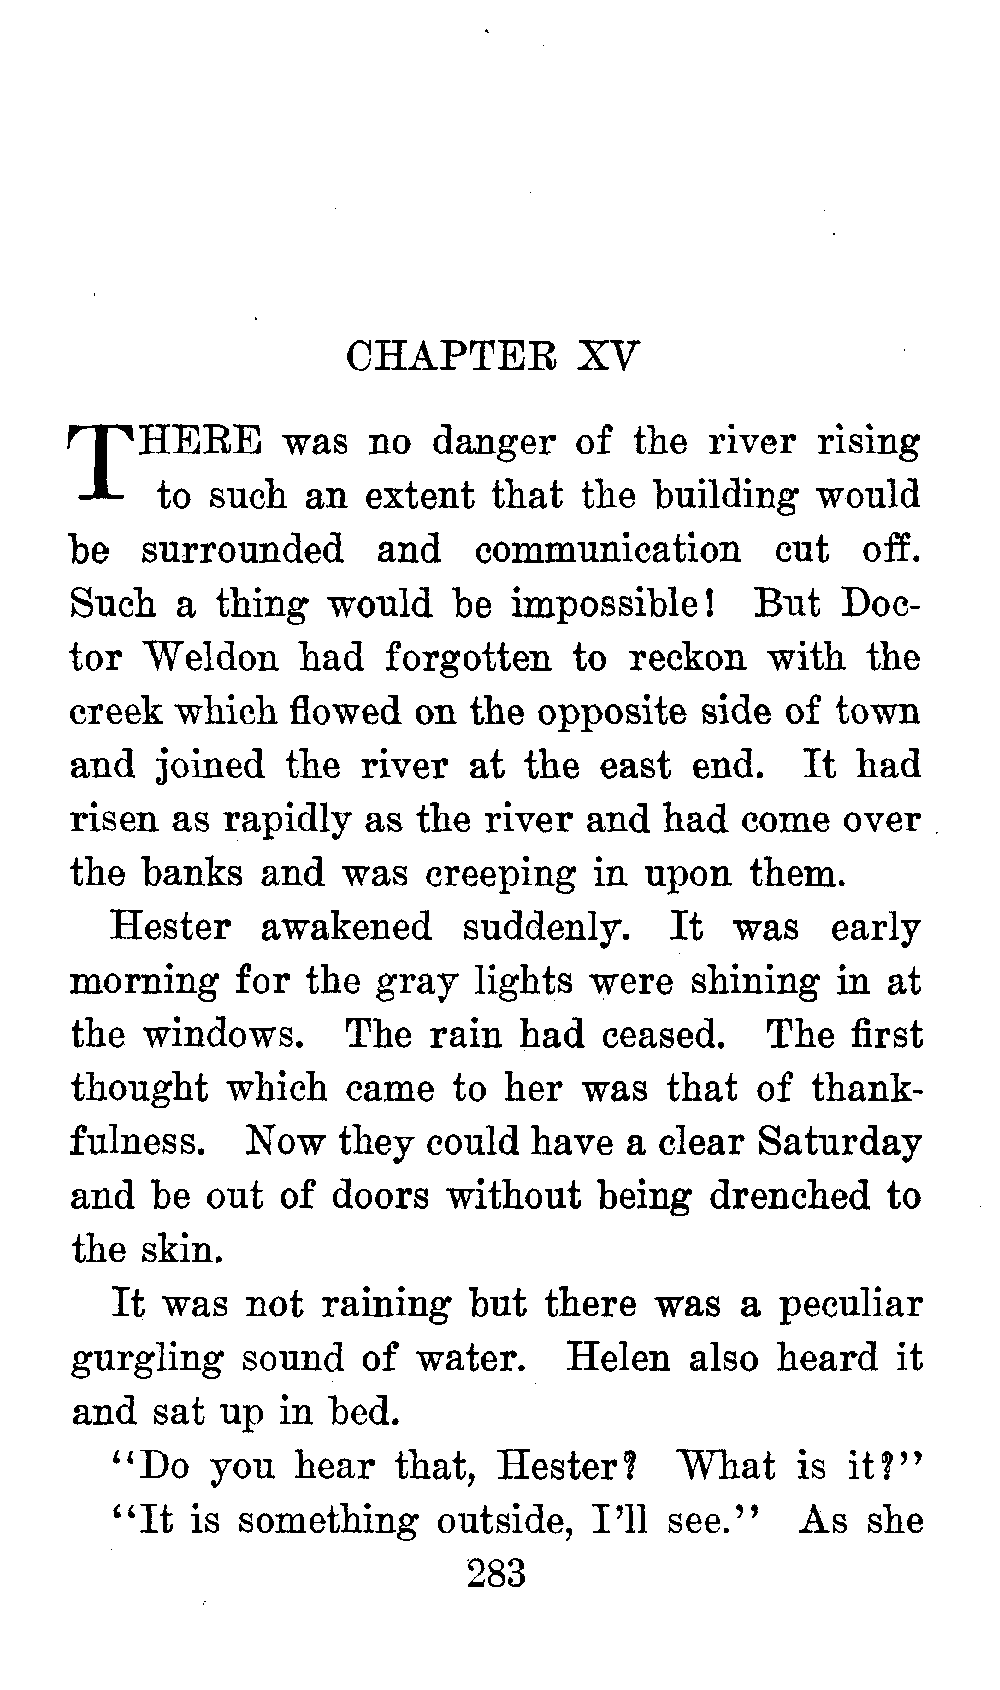 CHAPTER XV
THERE was no danger of the river rising
to such an extent that the building would
be surrounded and communication cut off.
Such a thing would be impossible! But Doc-
tor Weldon had forgotten to reckon with the
creek which flowed on the opposite side of town
and joined the river at the east end. It had
risen as rapidly as the river and had come over
the banks and was creeping in upon them.
Hester awakened suddenly. It was early
morning for the gray lights were shining in at
the windows. The rain had ceased. The first
thought which came to her was that of thank-
fulness. Now they could have a clear Saturday
and be out of doors without being drenched to
the skin.
It was not raining but there was a peculiar
gurgling sound of water. Helen also heard it
and sat up in bed.
"Do you hear that, Hester? What is it?"
"It is something outside, I'll see." As she
283